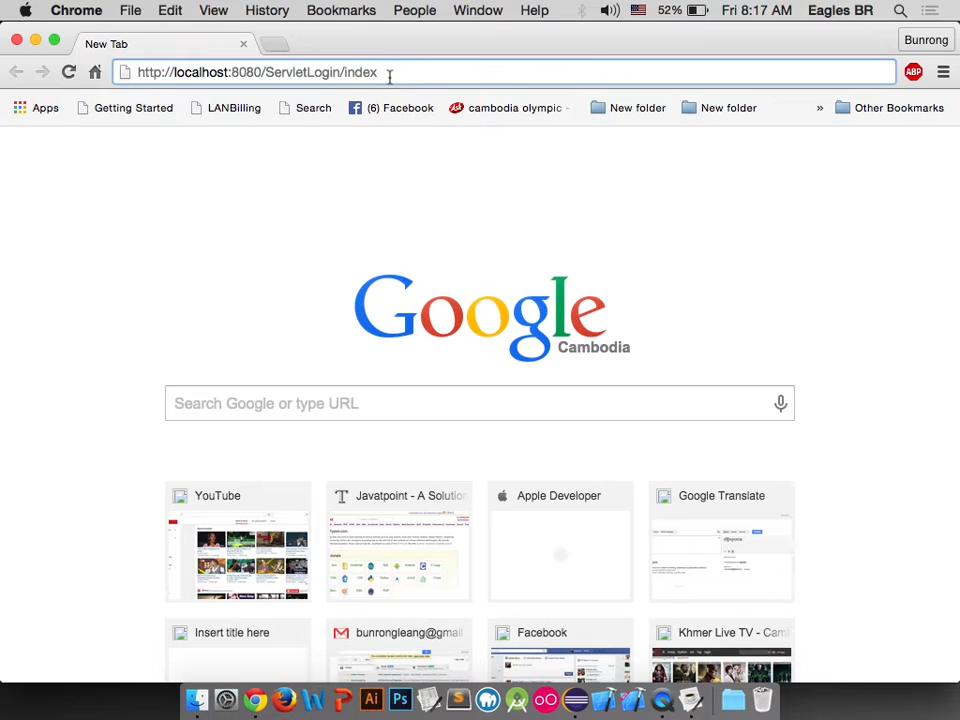 Chrome File Edit View History Bookmarks People Window Help 52% Fri 8:17 AM Eagles BR
New Tab Bunrong
http://localhost:8080/ServletLogin/index ABP
Apps Getting Started LANBilling Search (6) Facebook cambodia olympic - New folder New folder » Other Bookmarks
Google
Cambodia
Search Google or type URL
YouTube Javatpoint - A Solution Apple Developer Google Translate
Insert title here bunrongleang@gmail Facebook Khmer Live TV - Cam